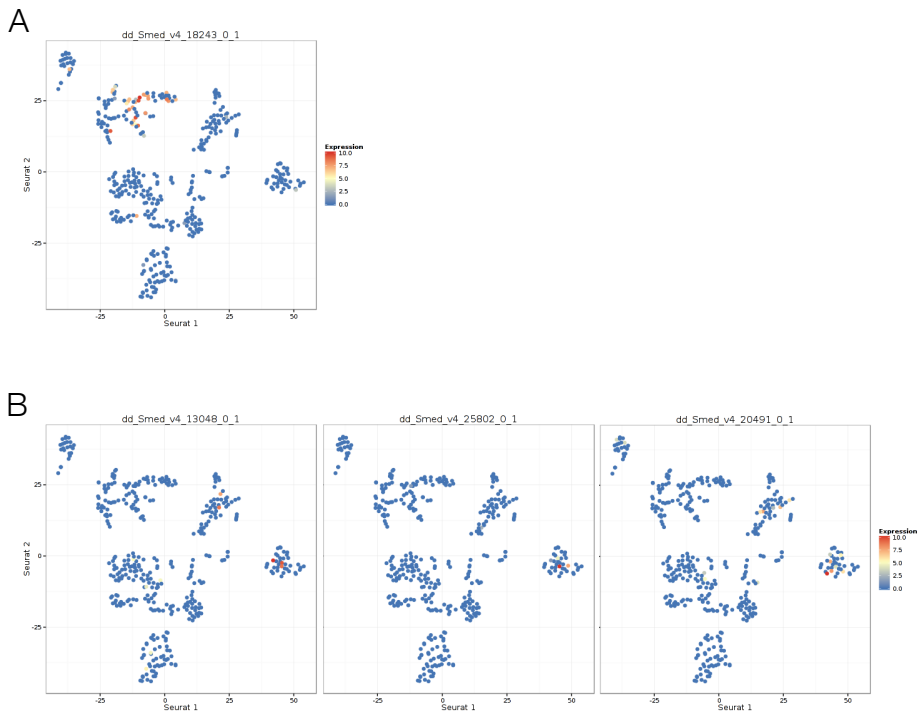 A
dd_Smed_v4_18243_0_1
25
0
-25
Seurat 2
-25 0 25 50
Seurat 1
Expression
10.0
7.5
5.0
2.5
0.0
B
dd_Smed_v4_13048_0_1 dd_Smed_v4_25802_0_1 dd_Smed_v4_20491_0_1
25
0
-25
Seurat 2
-25 0 25 50 -25 0 25 50 -25 0 25 50
Seurat 1 Seurat 1 Seurat 1
Expression
10.0
7.5
5.0
2.5
0.0